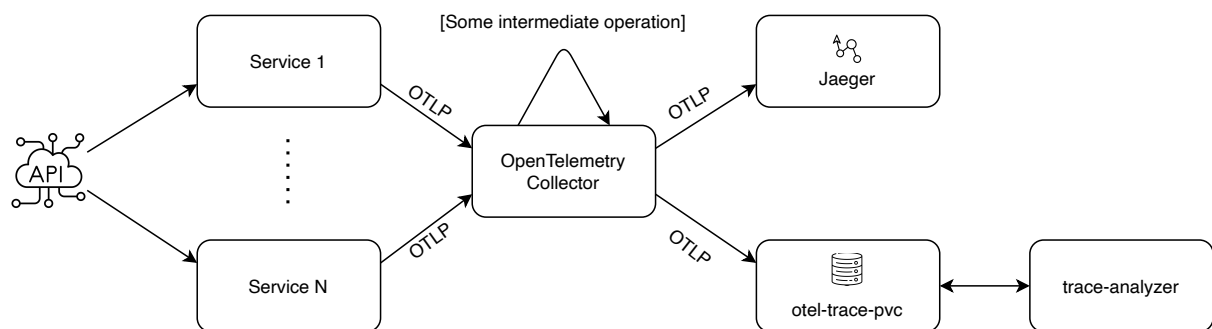 [Some intermediate operation]
Service 1
Jaeger
OTLP
OTLP
API
OpenTelemetry
Collector
OTLP
OTLP
Service N
otel-trace-pvc
trace-analyzer